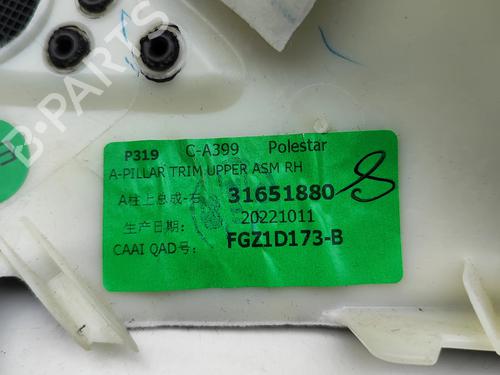 B-PARTS
P319 C-A399 Polestar
A-PILLAR TRIM UPPER ASM RH
A柱上总成-右 31651880
生产日期: 20221011
CAAI QAD号: FGZ1D173-B